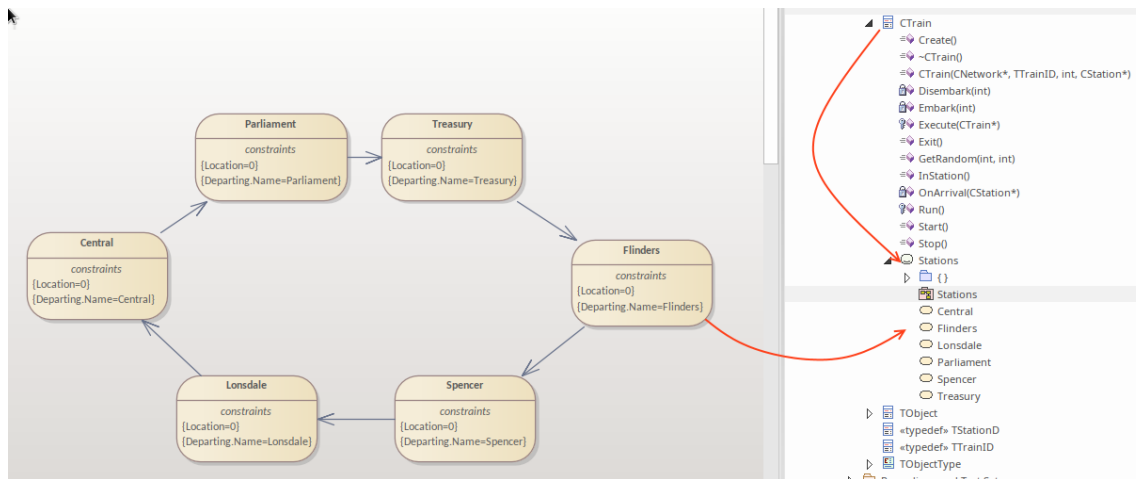 Parliament
constraints
{Location=0}
{Departing.Name=Parliament}
Treasury
constraints
{Location=0}
{Departing.Name=Treasury}
Central
constraints
{Location=0}
{Departing.Name=Central}
Flinders
constraints
{Location=0}
{Departing.Name=Flinders}
Lonsdale
constraints
{Location=0}
{Departing.Name=Lonsdale}
Spencer
constraints
{Location=0}
{Departing.Name=Spencer}
CTrain
Create()
~CTrain()
CTrain(CNetwork*, TTrainID, int, CStation*)
Disembark(int)
Embark(int)
Execute(CTrain*)
Exit()
GetRandom(int, int)
InStation()
OnArrival(CStation*)
Run()
Start()
Stop()
Stations
{ }
Stations
Central
Flinders
Lonsdale
Parliament
Spencer
Treasury
TObject
«typedef» TStationD
«typedef» TTrainID
TObjectType